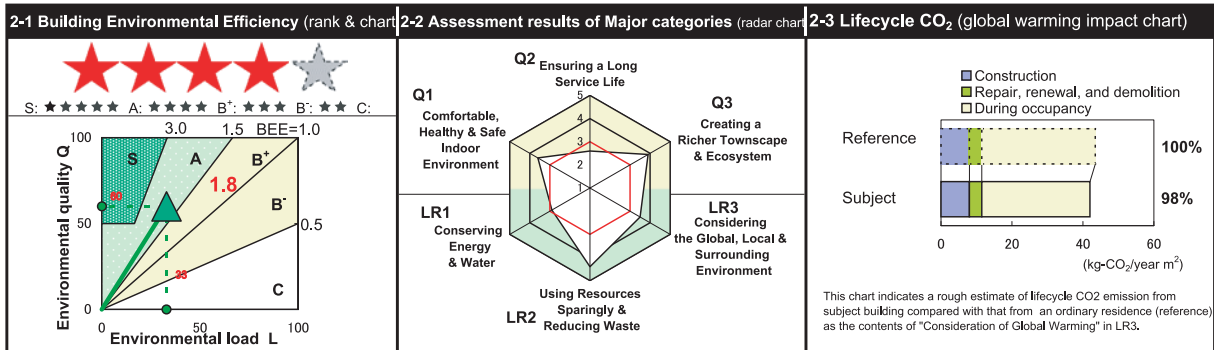 2-1 Building Environmental Efficiency (rank & chart)
S: ★★★★★ A: ★★★★ B+: ★★★ B-: ★★ C:
3.0 1.5 BEE=1.0
100
S A B+
1.8
60
B-
50
0.5
33
C
0
0 50 100
Environmental quality Q
Environmental load L
2-2 Assessment results of Major categories (radar chart
Q2 Ensuring a Long
Service Life
Q1
Comfortable,
Healthy & Safe
Indoor
Environment
Q3
Creating a
Richer Townscape
& Ecosystem
5
4
3
2
1
LR1
Conserving
Energy
& Water
LR3
Considering
the Global, Local &
Surrounding
Environment
LR2
Using Resources
Sparingly &
Reducing Waste
2-3 Lifecycle CO2 (global warming impact chart)
Construction
Repair, renewal, and demolition
During occupancy
Reference 100%
Subject 98%
0 20 40 60
(kg-CO2/year m2)
This chart indicates a rough estimate of lifecycle CO2 emission from
subject building compared with that from an ordinary residence (reference)
as the contents of "Consideration of Global Warming" in LR3.